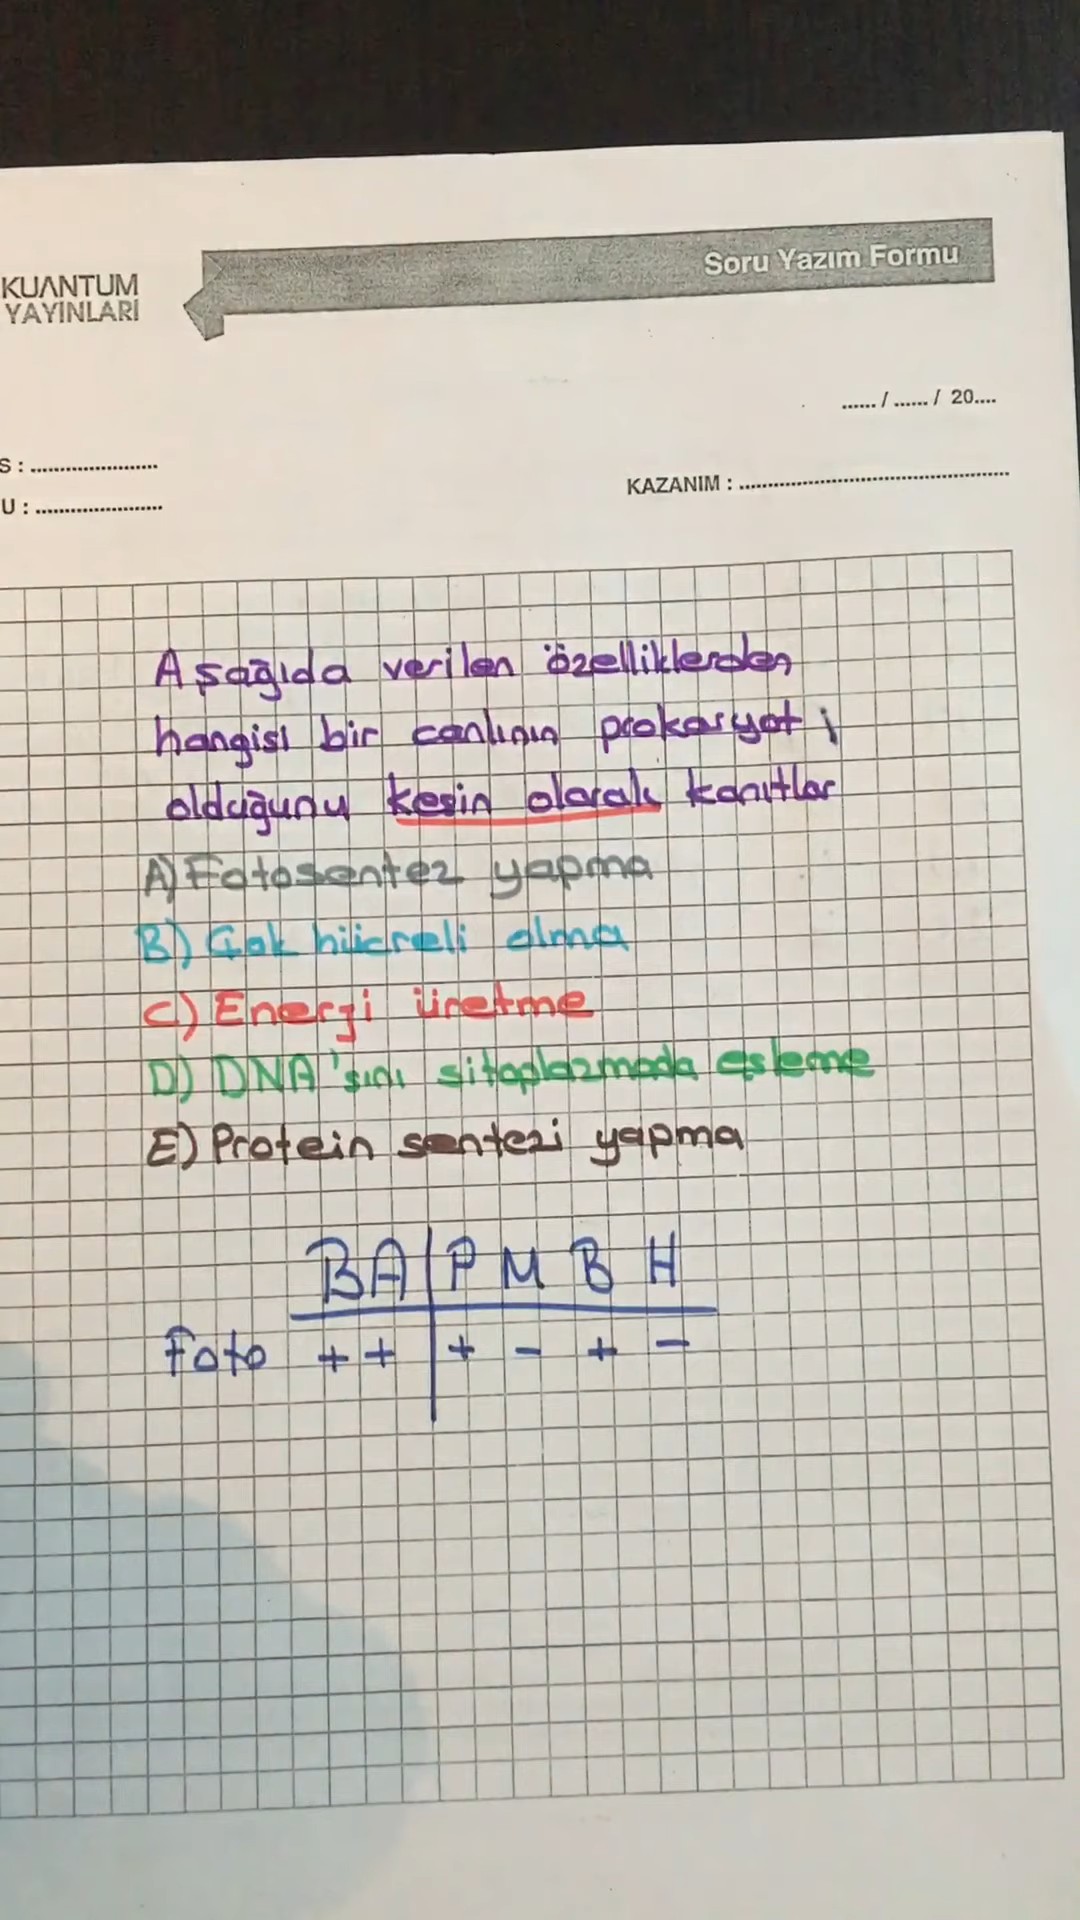 KUANTUM
YAYINLARI
Soru Yazım Formu
...... / ...... / 20....
S : ......................
U : ......................
KAZANIM : ..............................................
Aşağıda verilen özelliklerden
hangisi bir canlının prokaryot
olduğunu kesin olarak kanıtlar
A) Fotosentez yapma
B) Çok hücreli olma
C) Enerji üretme
D) DNA'sını sitoplazmada eşleme
E) Protein sentezi yapma
B A | P M B H
Foto + + | + - + -